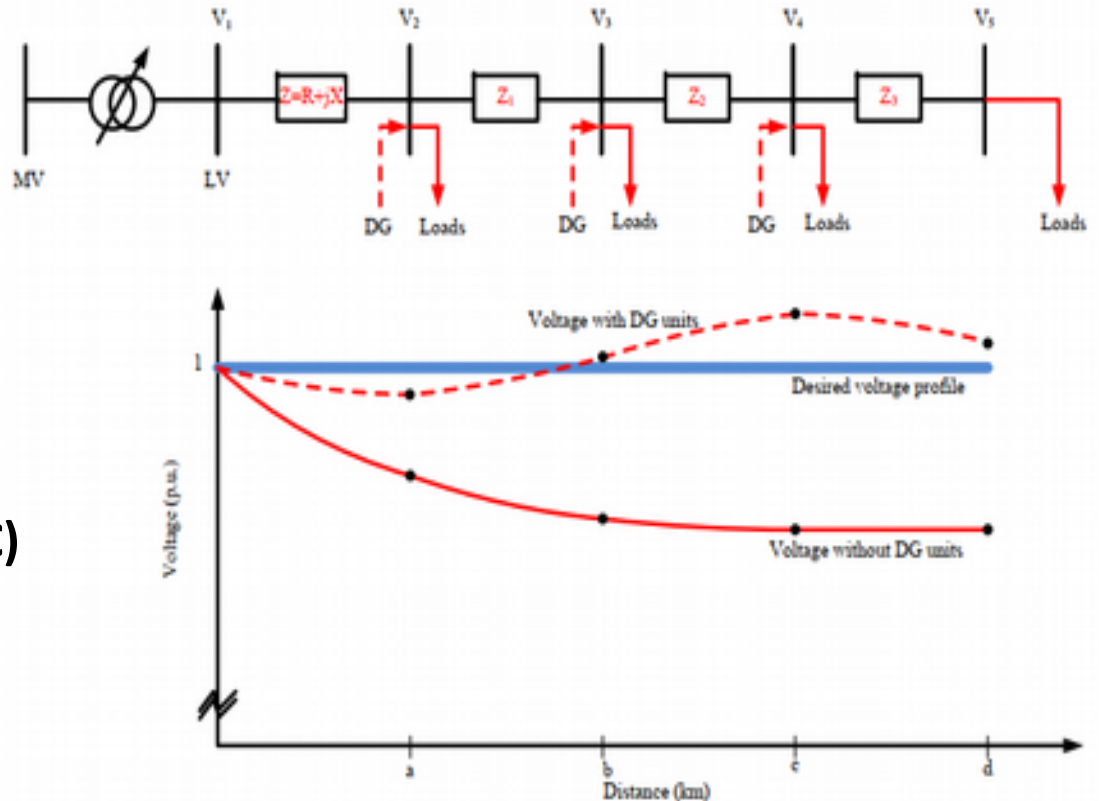 V₁ V₂ V₃ V₄ V₅
Z=R+jX Z₁ Z₂ Z₃
MV LV
DG Loads DG Loads DG Loads Loads
Voltage with DG units
1
Desired voltage profile
Voltage (p.u.)
Voltage without DG units
a b c d
Distance (km)